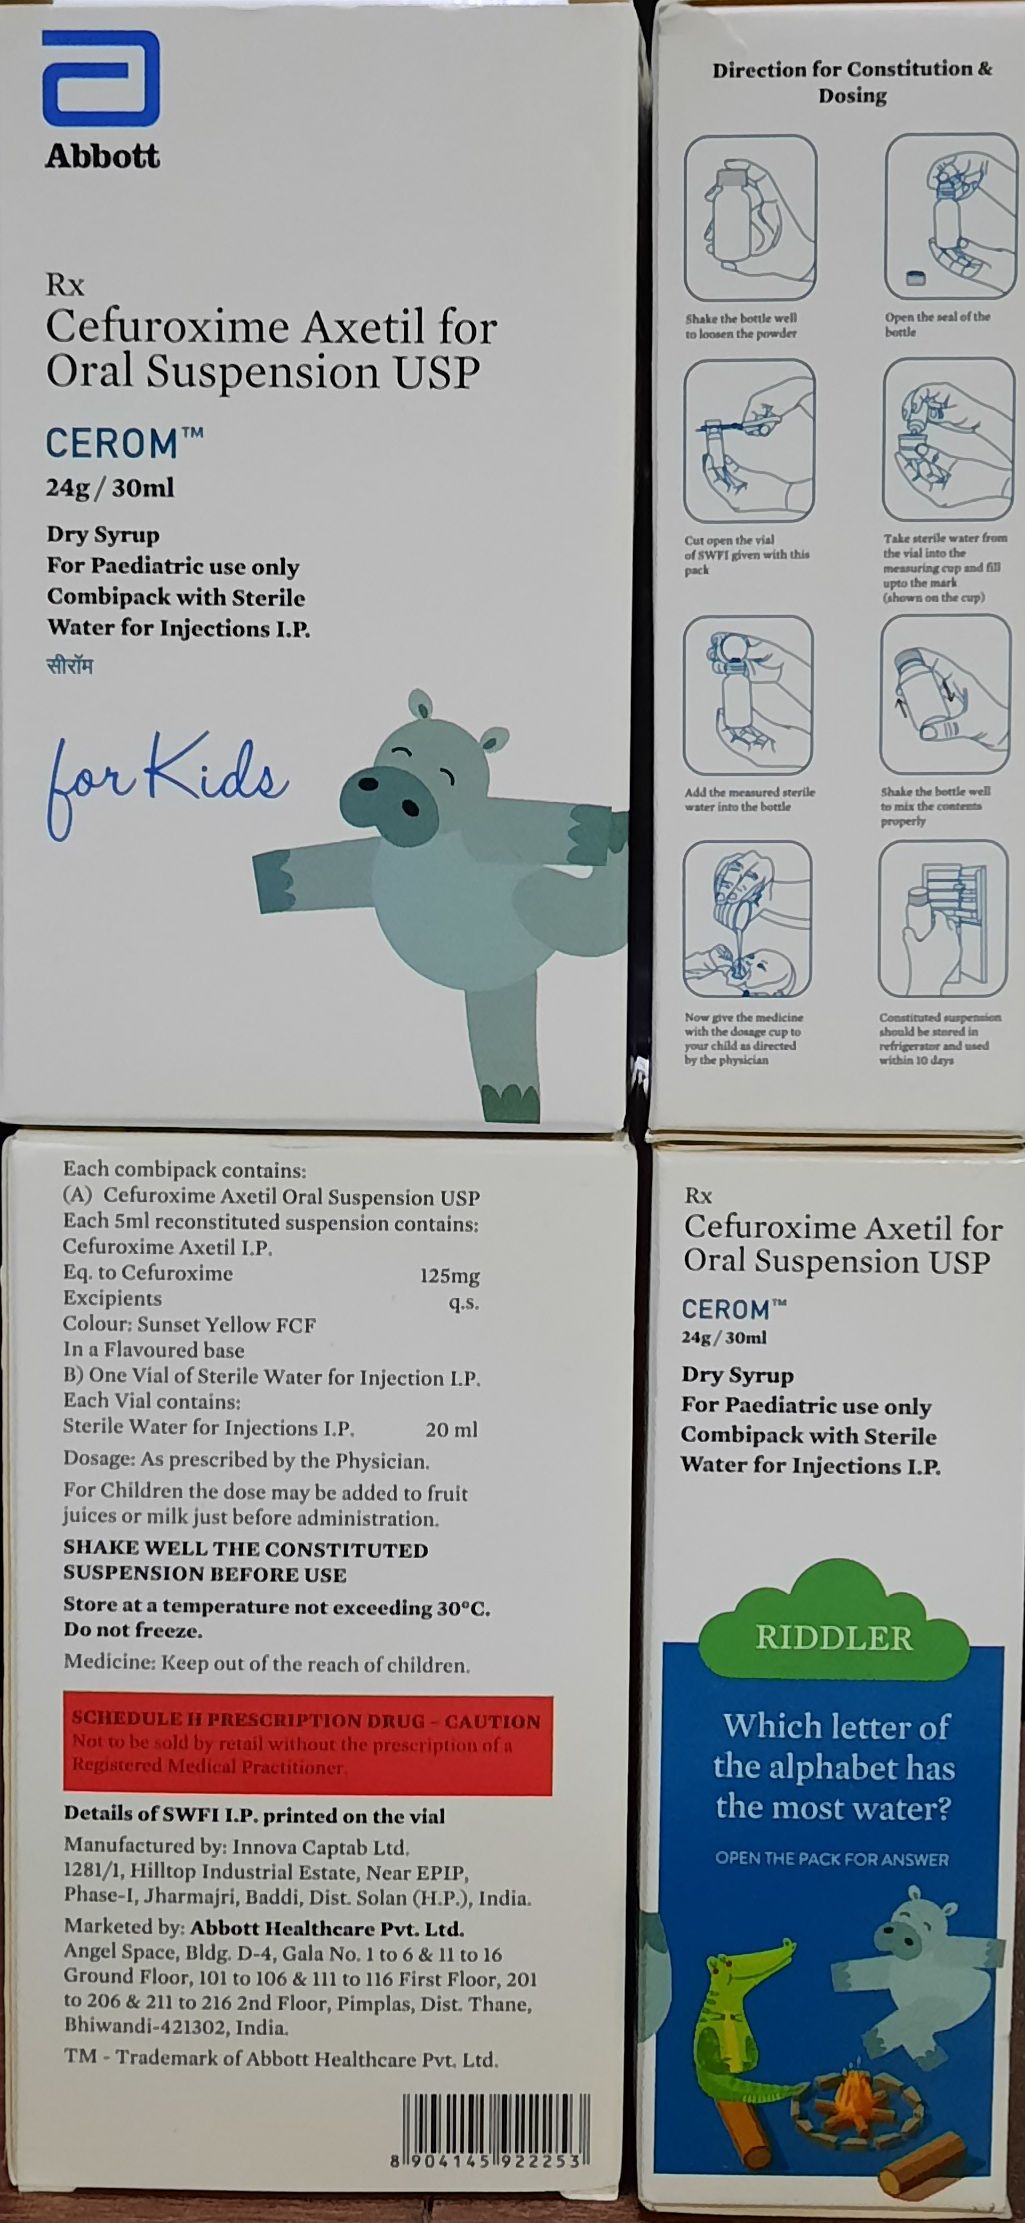 Abbott
Rx
Cefuroxime Axetil for
Oral Suspension USP
CEROM™
24g/30ml
Dry Syrup
For Paediatric use only
Combipack with Sterile
Water for Injections I.P.
सीरॉम
for Kids
Direction for Constitution &
Dosing
Shake the bottle well
to loosen the powder
Open the seal of the
bottle
Cut open the vial
of SWFI given with this
pack
Take sterile water from
the vial into the
measuring cup and fill
upto the mark
(shown on the cup)
Add the measured sterile
water into the bottle
Shake the bottle well
to mix the contents
properly
Now give the medicine
with the dosage cup to
your child as directed
by the physician
Constituted suspension
should be stored in
refrigerator and used
within 10 days
Each combipack contains:
(A) Cefuroxime Axetil Oral Suspension USP
Each 5ml reconstituted suspension contains:
Cefuroxime Axetil I.P.
Eq. to Cefuroxime 125mg
Excipients q.s.
Colour: Sunset Yellow FCF
In a Flavoured base
B) One Vial of Sterile Water for Injection I.P.
Each Vial contains:
Sterile Water for Injections I.P. 20 ml
Dosage: As prescribed by the Physician.
For Children the dose may be added to fruit
juices or milk just before administration.
SHAKE WELL THE CONSTITUTED
SUSPENSION BEFORE USE
Store at a temperature not exceeding 30°C.
Do not freeze.
Medicine: Keep out of the reach of children.
SCHEDULE H PRESCRIPTION DRUG - CAUTION
Not to be sold by retail without the prescription of a
Registered Medical Practitioner.
Details of SWFI I.P. printed on the vial
Manufactured by: Innova Captab Ltd.
1281/1, Hilltop Industrial Estate, Near EPIP,
Phase-I, Jharmajri, Baddi, Dist. Solan (H.P.), India.
Marketed by: Abbott Healthcare Pvt. Ltd.
Angel Space, Bldg. D-4, Gala No. 1 to 6 & 11 to 16
Ground Floor, 101 to 106 & 111 to 116 First Floor, 201
to 206 & 211 to 216 2nd Floor, Pimplas, Dist. Thane,
Bhiwandi-421302, India.
TM - Trademark of Abbott Healthcare Pvt. Ltd.
8 904145 922253
Rx
Cefuroxime Axetil for
Oral Suspension USP
CEROM™
24g/30ml
Dry Syrup
For Paediatric use only
Combipack with Sterile
Water for Injections I.P.
RIDDLER
Which letter of
the alphabet has
the most water?
OPEN THE PACK FOR ANSWER